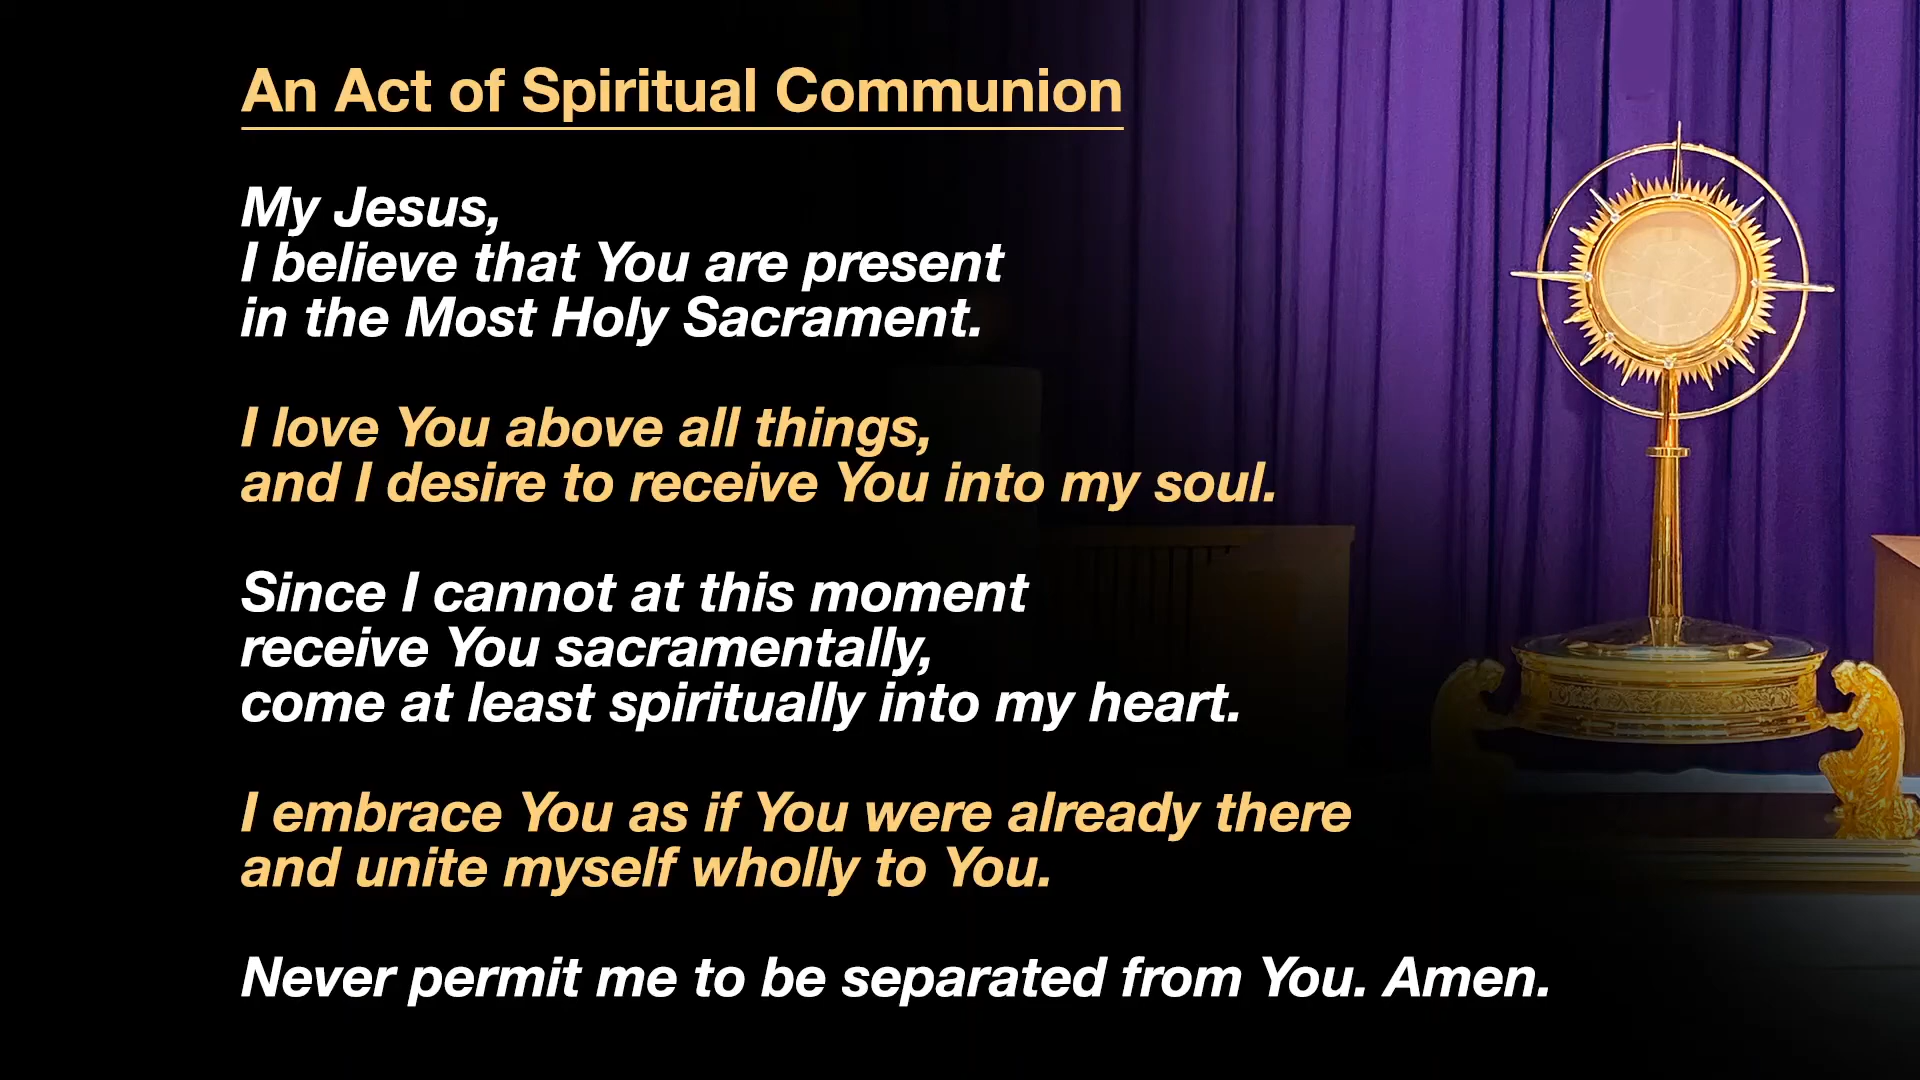 An Act of Spiritual Communion
My Jesus,
I believe that You are present
in the Most Holy Sacrament.
I love You above all things,
and I desire to receive You into my soul.
Since I cannot at this moment
receive You sacramentally,
come at least spiritually into my heart.
I embrace You as if You were already there
and unite myself wholly to You.
Never permit me to be separated from You. Amen.